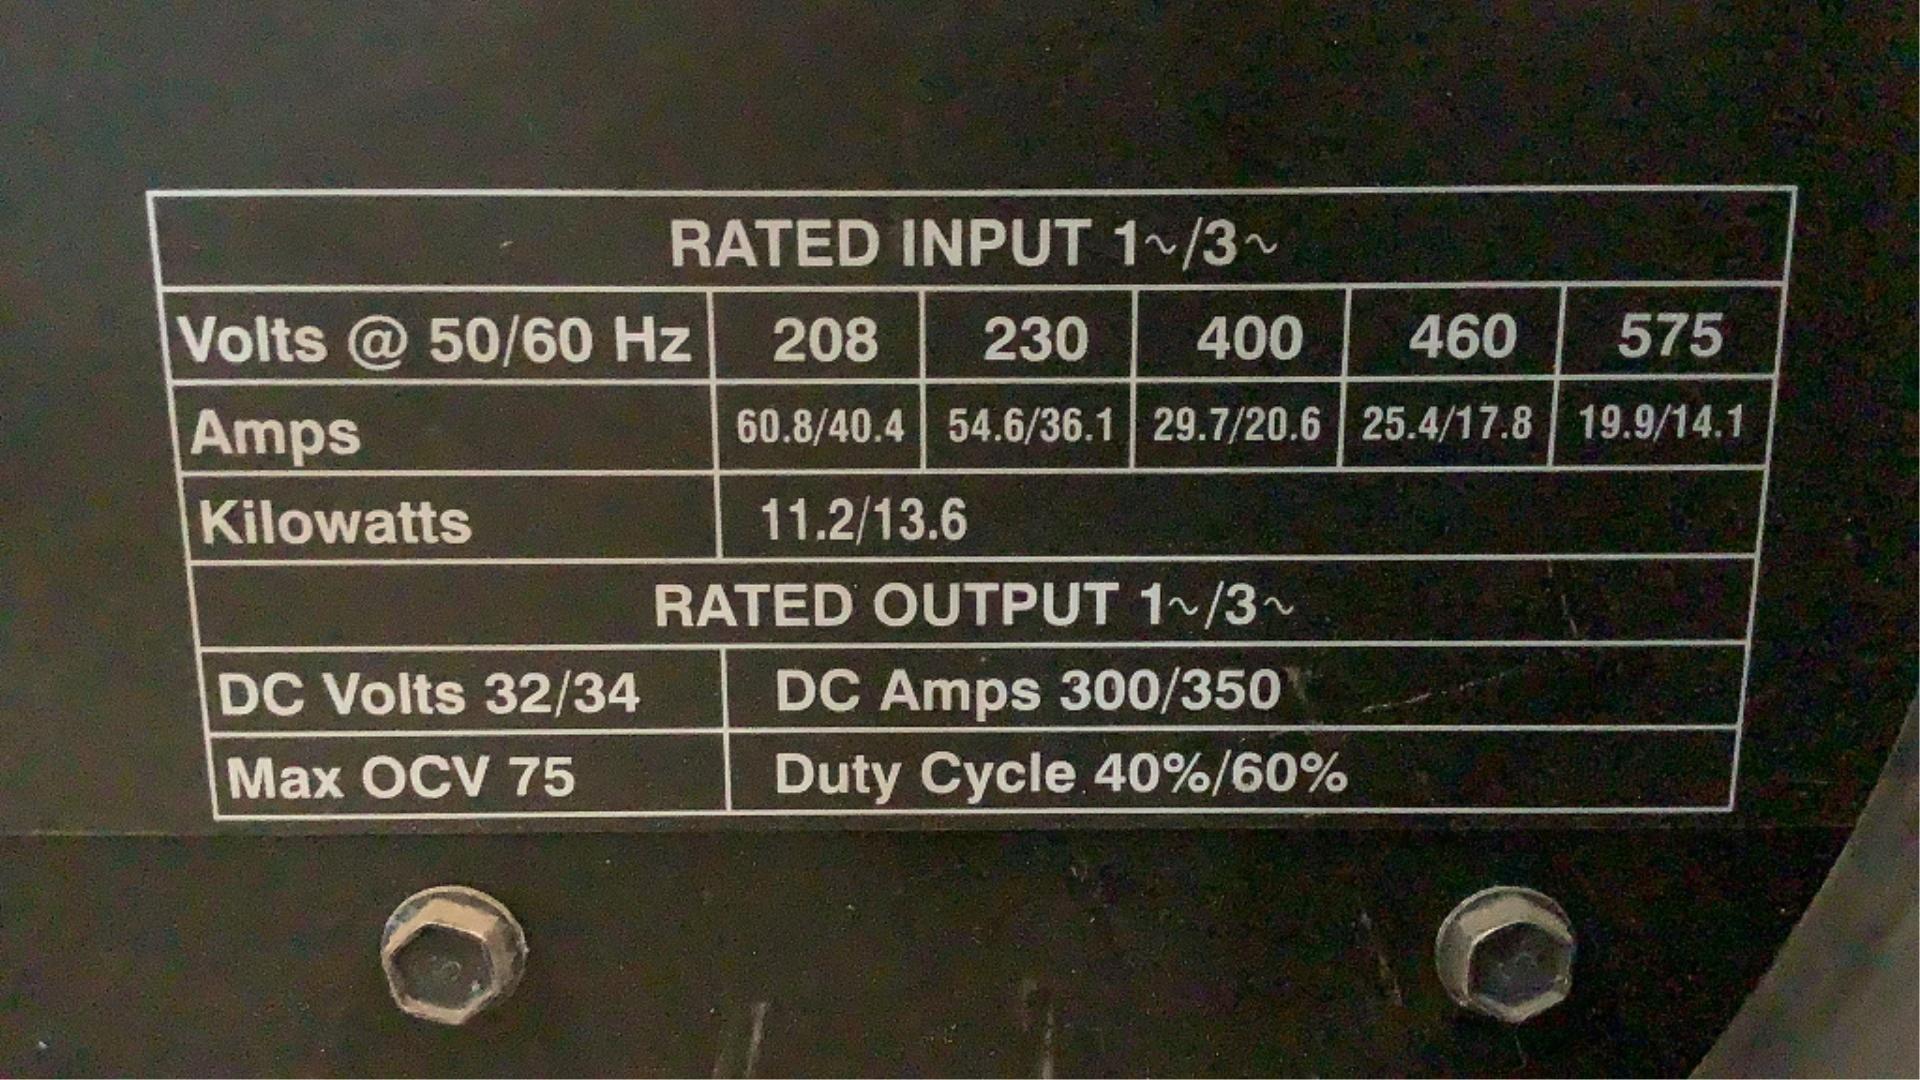 RATED INPUT 1~/3~
Volts @ 50/60 Hz 208 230 400 460 575
Amps 60.8/40.4 54.6/36.1 29.7/20.6 25.4/17.8 19.9/14.1
Kilowatts 11.2/13.6
RATED OUTPUT 1~/3~
DC Volts 32/34 DC Amps 300/350
Max OCV 75 Duty Cycle 40%/60%